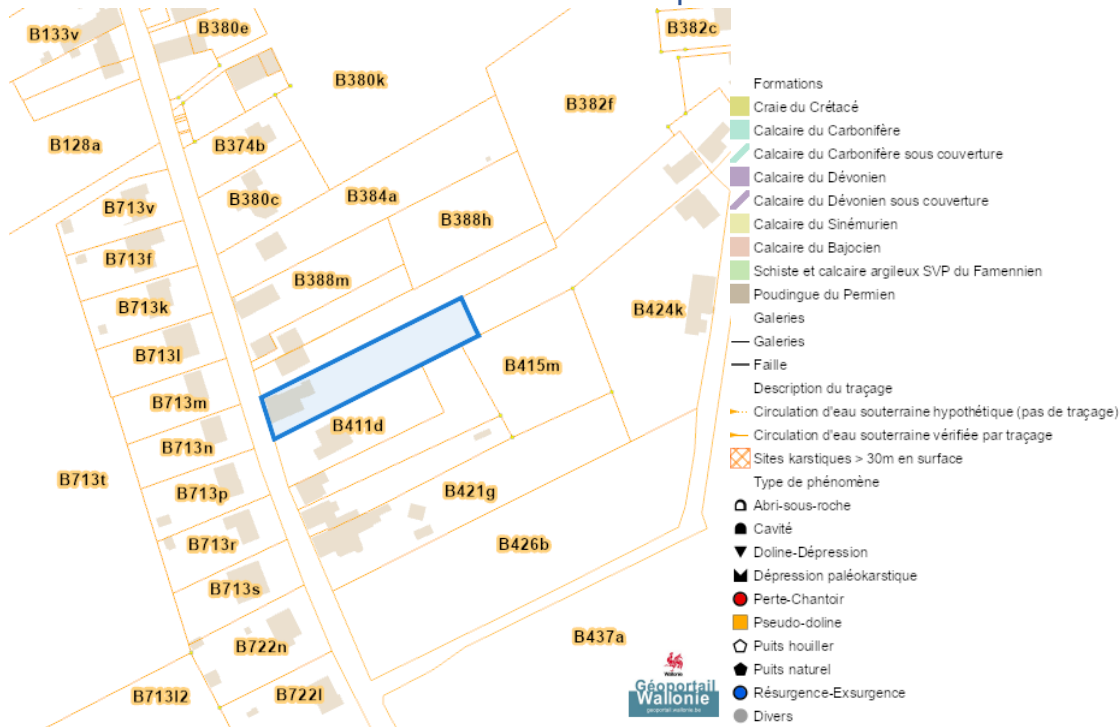 B133v
B380e
B382c
B380k
B382f
B128a
B374b
B380c
B384a
B713v
B388h
B713f
B388m
B713k
B424k
B713l
B415m
B713m
B411d
B713n
B713t
B713p
B421g
B713r
B426b
B713s
B437a
B722n
B713l2
B722l
Wallonie
Géoportail
Wallonie
geoportail.wallonie.be
Formations
Craie du Crétacé
Calcaire du Carbonifère
Calcaire du Carbonifère sous couverture
Calcaire du Dévonien
Calcaire du Dévonien sous couverture
Calcaire du Sinémurien
Calcaire du Bajocien
Schiste et calcaire argileux SVP du Famennien
Poudingue du Permien
Galeries
Galeries
Faille
Description du traçage
Circulation d'eau souterraine hypothétique (pas de traçage)
Circulation d'eau souterraine vérifiée par traçage
Sites karstiques > 30m en surface
Type de phénomène
Abri-sous-roche
Cavité
Doline-Dépression
Dépression paléokarstique
Perte-Chantoir
Pseudo-doline
Puits houiller
Puits naturel
Résurgence-Exsurgence
Divers